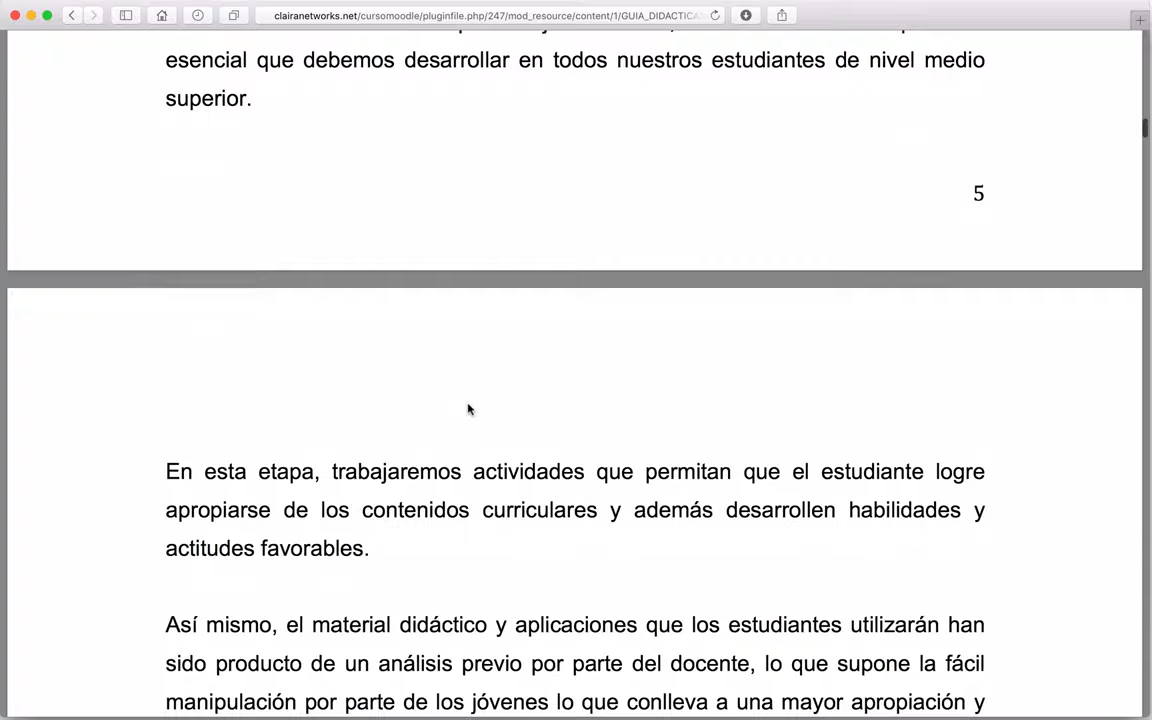 clairanetworks.net/cursomoodle/pluginfile.php/247/mod_resource/content/1/GUIA_DIDACTICA
esencial que debemos desarrollar en todos nuestros estudiantes de nivel medio
superior.
5
En esta etapa, trabajaremos actividades que permitan que el estudiante logre
apropiarse de los contenidos curriculares y además desarrollen habilidades y
actitudes favorables.
Así mismo, el material didáctico y aplicaciones que los estudiantes utilizarán han
sido producto de un análisis previo por parte del docente, lo que supone la fácil
manipulación por parte de los jóvenes lo que conlleva a una mayor apropiación y